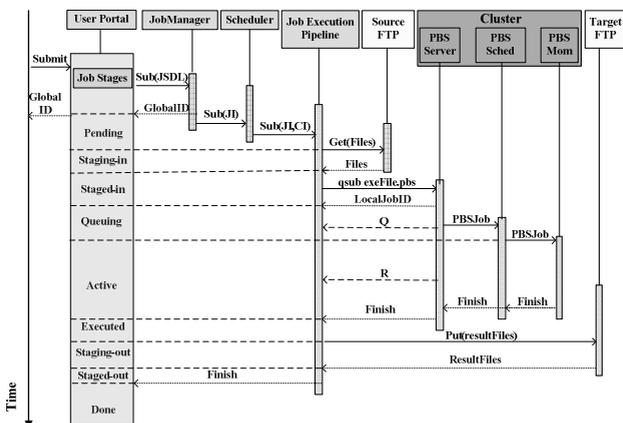 User Portal
JobManager
Scheduler
Job Execution
Pipeline
Source
FTP
Cluster
PBS
Server
PBS
Sched
PBS
Mom
Target
FTP
Submit
Job Stages
Sub(JSDL)
Global
ID
GlobalID
Sub(JI)
Pending
Sub(JI,CI)
Get(Files)
Staging-in
Files
Staged-in
qsub exeFile.pbs
LocalJobID
Queuing
Q
PBSJob
PBSJob
Active
R
Finish
Finish
Finish
Executed
Put(resultFiles)
Staging-out
ResultFiles
Staged-out
Finish
Done
Time